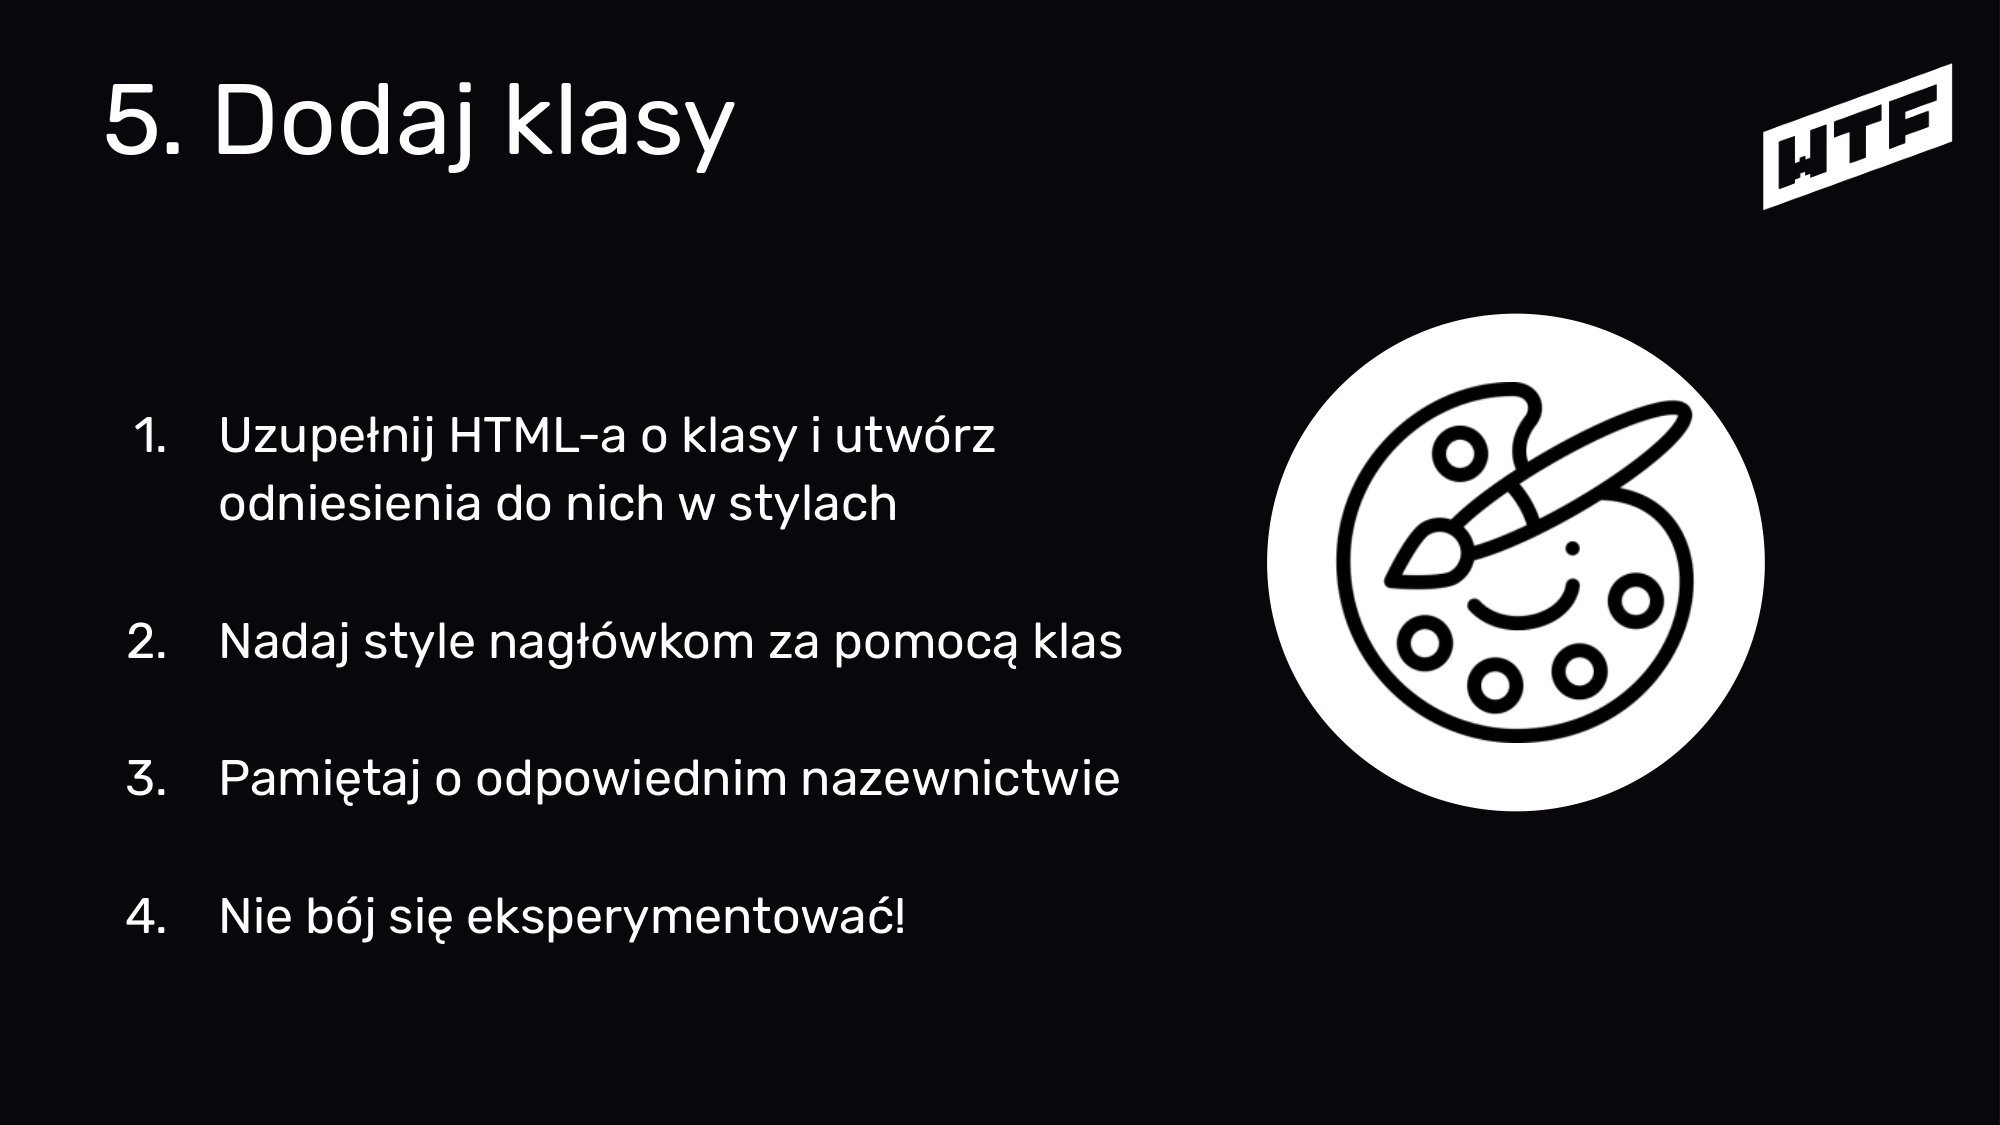 5. Dodaj klasy
WTF
1. Uzupełnij HTML-a o klasy i utwórz
odniesienia do nich w stylach
2. Nadaj style nagłówkom za pomocą klas
3. Pamiętaj o odpowiednim nazewnictwie
4. Nie bój się eksperymentować!